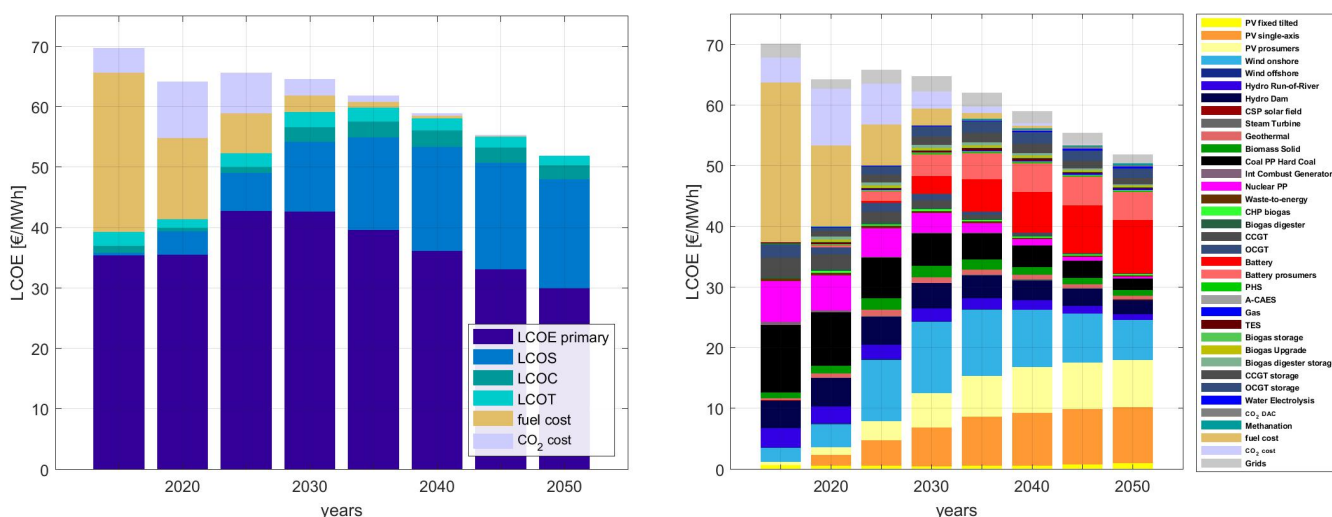 LCOE [€/MWh]
70
60
50
40
30
20
10
0
2020
2030
2040
2050
years
LCOE primary
LCOS
LCOC
LCOT
fuel cost
CO2 cost
LCOE [€/MWh]
70
60
50
40
30
20
10
0
2020
2030
2040
2050
years
PV fixed tilted
PV single-axis
PV prosumers
Wind onshore
Wind offshore
Hydro Run-of-River
Hydro Dam
CSP solar field
Steam Turbine
Geothermal
Biomass Solid
Coal PP Hard Coal
Int Combust Generator
Nuclear PP
Waste-to-energy
CHP biogas
Biogas digester
CCGT
OCGT
Battery
Battery prosumers
PHS
A-CAES
Gas
TES
Biogas storage
Biogas Upgrade
Biogas digester storag
CCGT storage
OCGT storage
Water Electrolysis
CO2 DAC
Methanation
fuel cost
CO2 cost
Grids